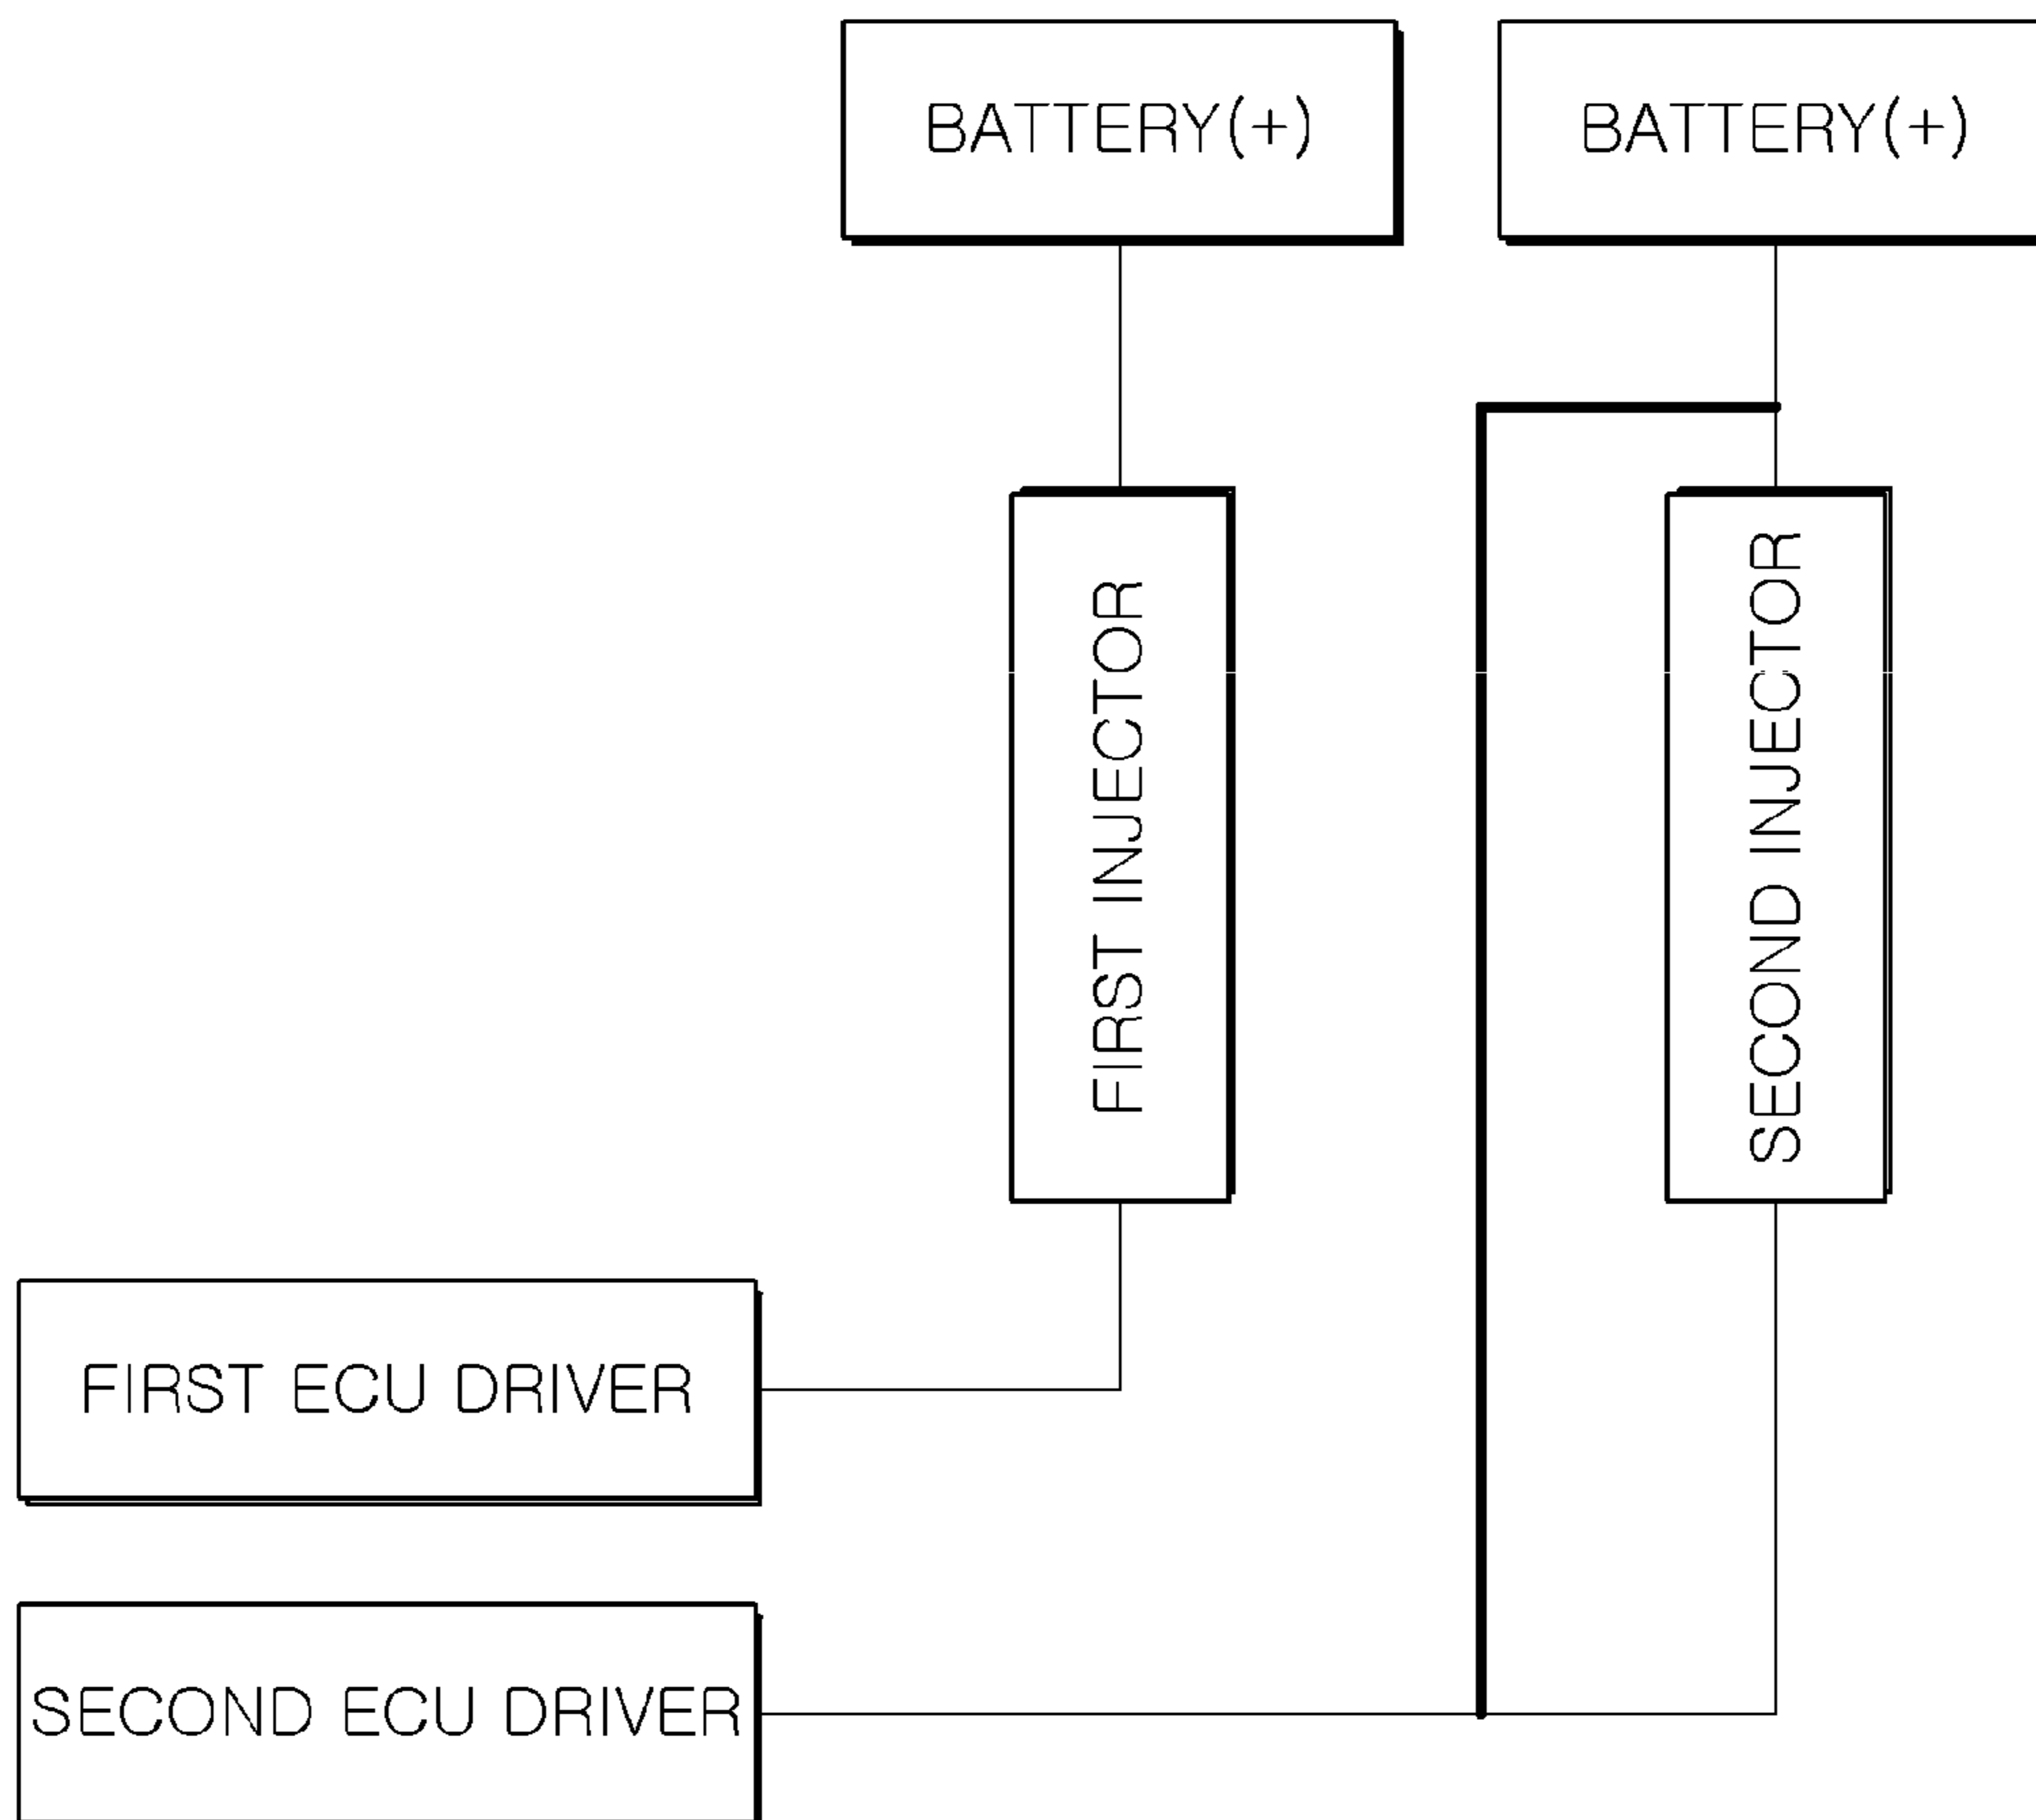 BATTERY(+)
BATTERY(+)
FIRST INJECTOR
SECOND INJECTOR
FIRST ECU DRIVER
SECOND ECU DRIVER